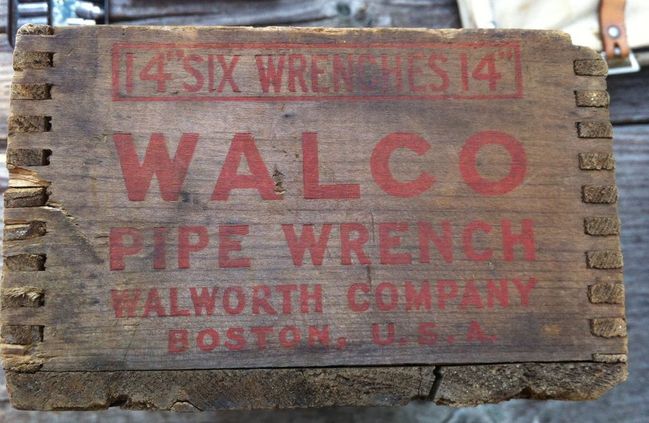 14" SIX WRENCHES 14"
WALCO
PIPE WRENCH
WALWORTH COMPANY
BOSTON, U.S.A.